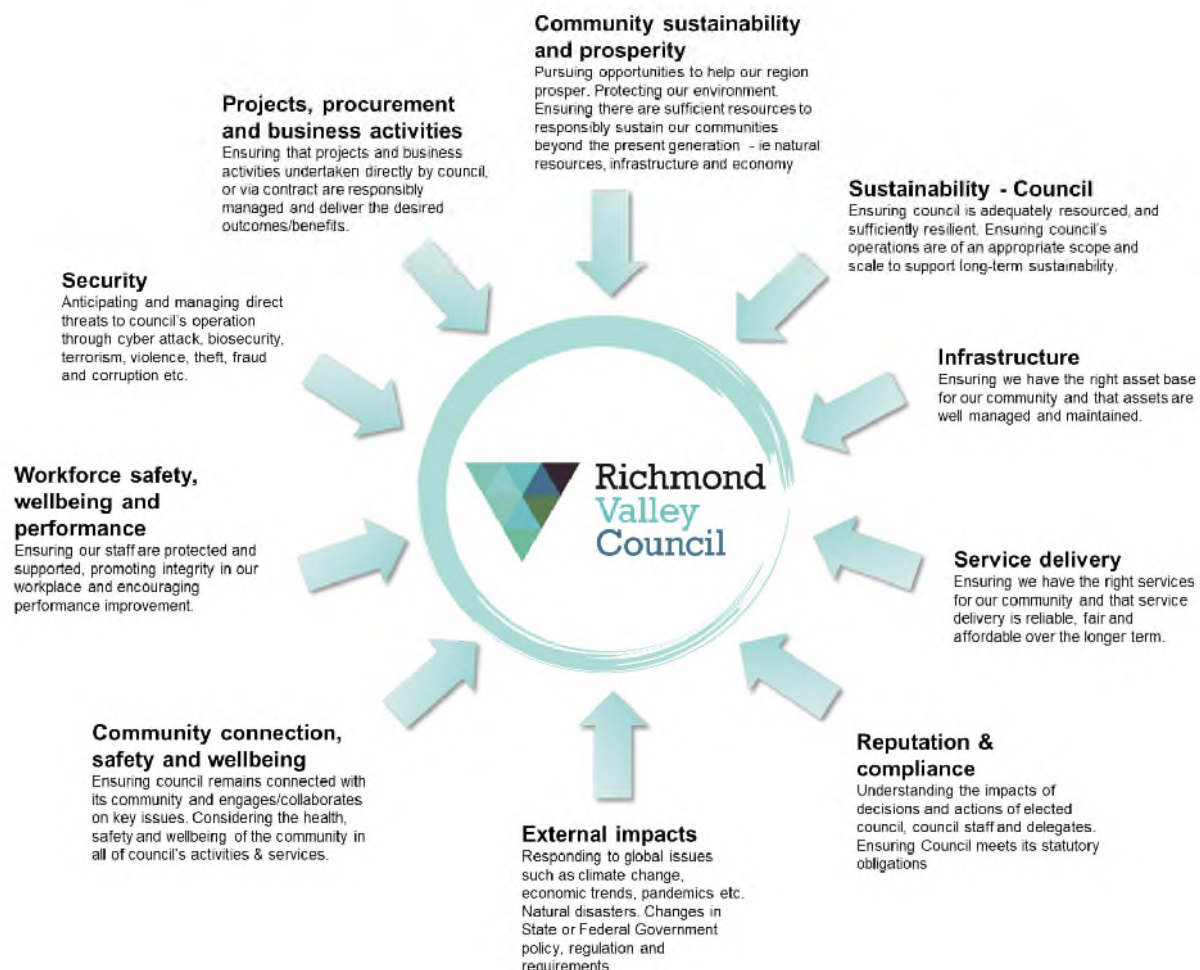 Community sustainability
and prosperity
Pursuing opportunities to help our region
prosper. Protecting our environment.
Ensuring there are sufficient resources to
responsibly sustain our communities
beyond the present generation - ie natural
resources, infrastructure and economy
Sustainability - Council
Ensuring council is adequately resourced, and
sufficiently resilient. Ensuring council's
operations are of an appropriate scope and
scale to support long-term sustainability.
Infrastructure
Ensuring we have the right asset base
for our community and that assets are
well managed and maintained.
Service delivery
Ensuring we have the right services
for our community and that service
delivery is reliable, fair and
affordable over the longer term.
Reputation &
compliance
Understanding the impacts of
decisions and actions of elected
council, council staff and delegates.
Ensuring Council meets its statutory
obligations
External impacts
Responding to global issues
such as climate change,
economic trends, pandemics etc.
Natural disasters. Changes in
State or Federal Government
policy, regulation and
requirements
Community connection,
safety and wellbeing
Ensuring council remains connected with
its community and engages/collaborates
on key issues. Considering the health,
safety and wellbeing of the community in
all of council's activities & services.
Workforce safety,
wellbeing and
performance
Ensuring our staff are protected and
supported, promoting integrity in our
workplace and encouraging
performance improvement.
Security
Anticipating and managing direct
threats to council's operation
through cyber attack, biosecurity,
terrorism, violence, theft, fraud
and corruption etc.
Projects, procurement
and business activities
Ensuring that projects and business
activities undertaken directly by council,
or via contract are responsibly
managed and deliver the desired
outcomes/benefits.
Richmond
Valley
Council